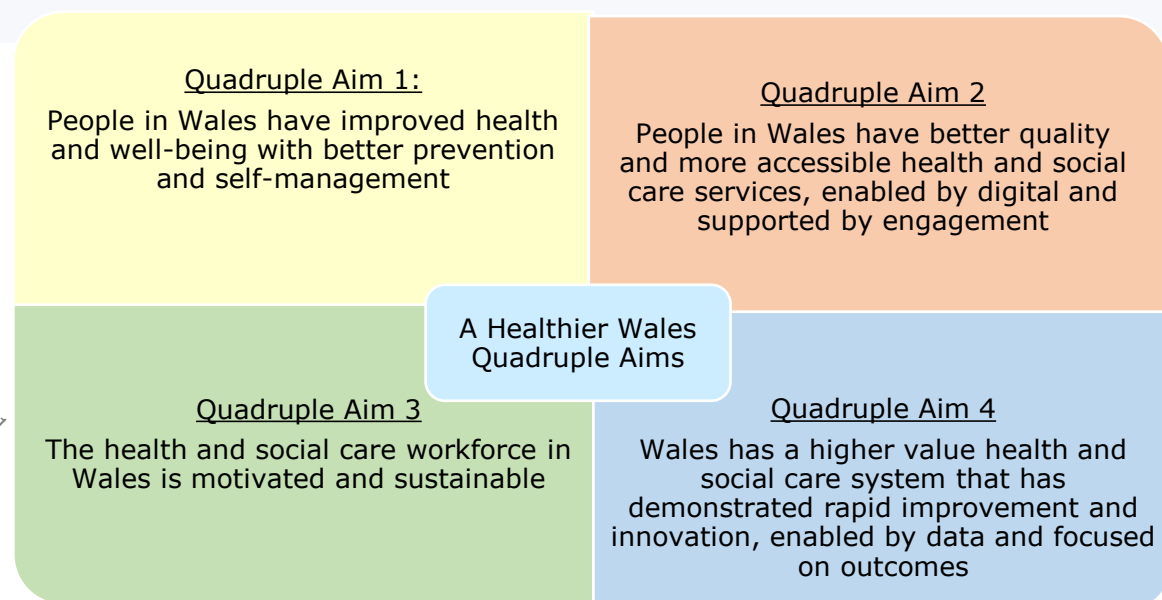 Quadruple Aim 1:
People in Wales have improved health
and well-being with better prevention
and self-management
Quadruple Aim 2
People in Wales have better quality
and more accessible health and social
care services, enabled by digital and
supported by engagement
A Healthier Wales
Quadruple Aims
Quadruple Aim 3
The health and social care workforce in
Wales is motivated and sustainable
Quadruple Aim 4
Wales has a higher value health and
social care system that has
demonstrated rapid improvement and
innovation, enabled by data and focused
on outcomes